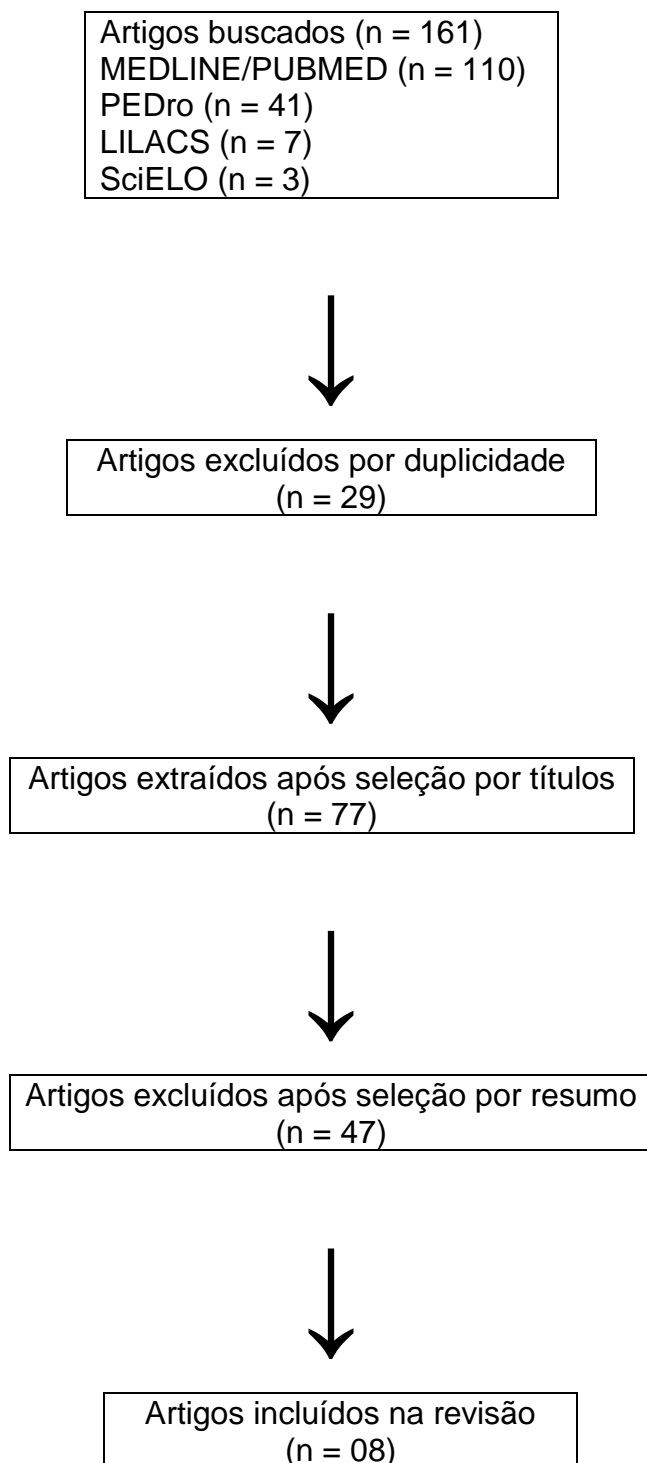 Artigos buscados (n = 161)
MEDLINE/PUBMED (n = 110)
PEDro (n = 41)
LILACS (n = 7)
SciELO (n = 3)
Artigos excluídos por duplicidade
(n = 29)
Artigos extraídos após seleção por títulos
(n = 77)
Artigos excluídos após seleção por resumo
(n = 47)
Artigos incluídos na revisão
(n = 08)